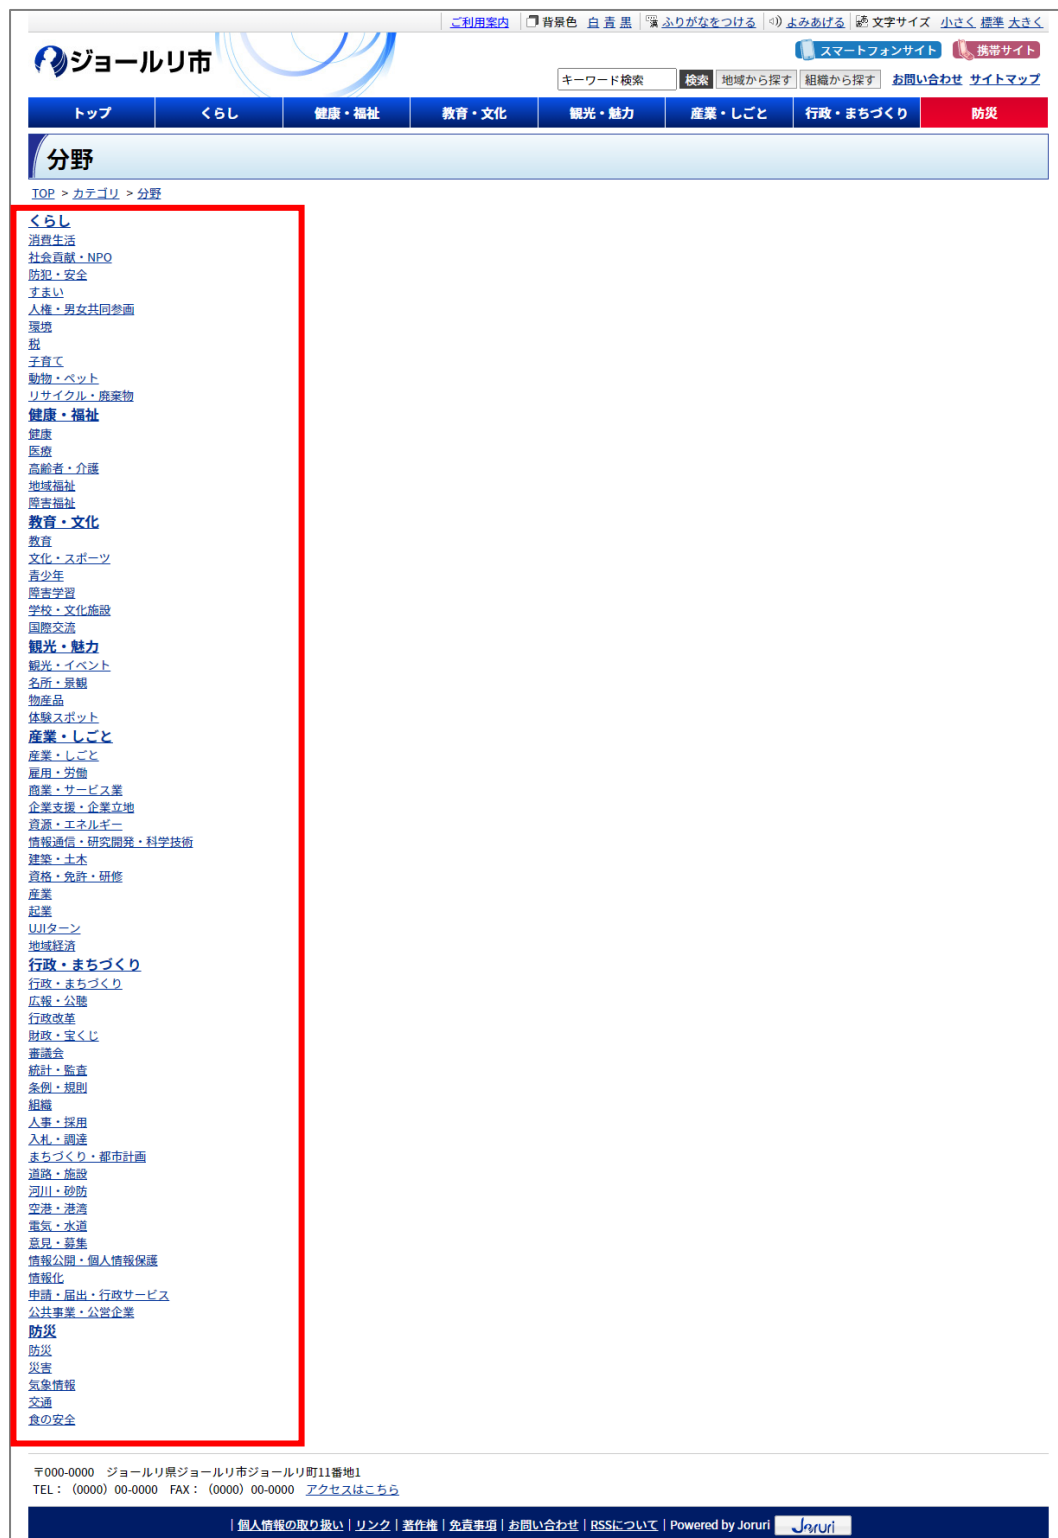 ご利用案内 背景色 白 青 黒 ふりがなをつける よみあげる 文字サイズ 小さく 標準 大きく
ジョールリ市
スマートフォンサイト 携帯サイト
キーワード検索 検索 地域から探す 組織から探す お問い合わせ サイトマップ
トップ くらし 健康・福祉 教育・文化 観光・魅力 産業・しごと 行政・まちづくり 防災
分野
TOP > カテゴリ > 分野
くらし
消費生活
社会貢献・NPO
防犯・安全
すまい
人権・男女共同参画
環境
税
子育て
動物・ペット
リサイクル・廃棄物
健康・福祉
健康
医療
高齢者・介護
地域福祉
障害福祉
教育・文化
教育
文化・スポーツ
青少年
障害学習
学校・文化施設
国際交流
観光・魅力
観光・イベント
名所・景観
物産品
体験スポット
産業・しごと
産業・しごと
雇用・労働
商業・サービス業
企業支援・企業立地
資源・エネルギー
情報通信・研究開発・科学技術
建築・土木
資格・免許・研修
産業
起業
UJIターン
地域経済
行政・まちづくり
行政・まちづくり
広報・公聴
行政改革
財政・宝くじ
審議会
統計・監査
条例・規則
組織
人事・採用
入札・調達
まちづくり・都市計画
道路・施設
河川・砂防
空港・港湾
電気・水道
意見・募集
情報公開・個人情報保護
情報化
申請・届出・行政サービス
公共事業・公営企業
防災
防災
災害
気象情報
交通
食の安全
〒000-0000 ジョールリ県ジョールリ市ジョールリ町11番地1
TEL：（0000）00-0000 FAX：（0000）00-0000 アクセスはこちら
| 個人情報の取り扱い | リンク | 著作権 | 免責事項 | お問い合わせ | RSSについて | Powered by Joruri Joruri